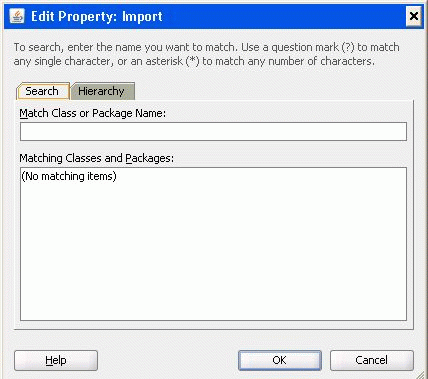 Edit Property: Import
To search, enter the name you want to match. Use a question mark (?) to match
any single character, or an asterisk (*) to match any number of characters.
Search Hierarchy
Match Class or Package Name:
Matching Classes and Packages:
(No matching items)
Help OK Cancel